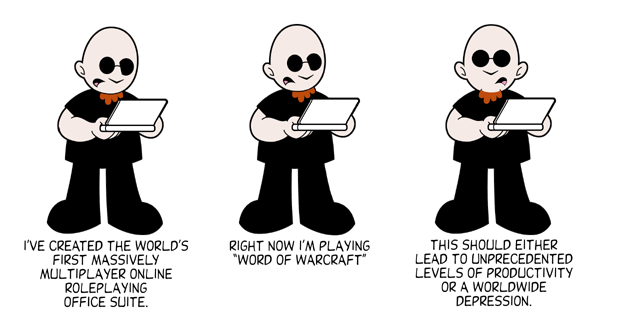 I'VE CREATED THE WORLD'S
FIRST MASSIVELY
MULTIPLAYER ONLINE
ROLEPLAYING
OFFICE SUITE.
RIGHT NOW I'M PLAYING
"WORD OF WARCRAFT"
THIS SHOULD EITHER
LEAD TO UNPRECEDENTED
LEVELS OF PRODUCTIVITY
OR A WORLDWIDE
DEPRESSION.